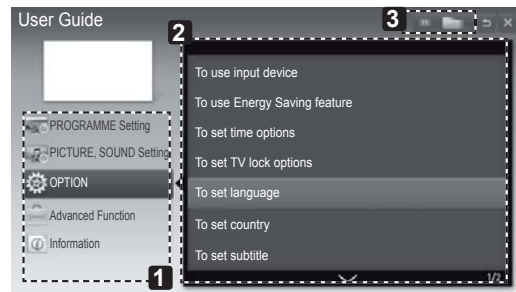 User Guide
3
2
To use input device
To use Energy Saving feature
To set time options
To set TV lock options
To set language
To set country
To set subtitle
1/2
PROGRAMME Setting
PICTURE, SOUND Setting
OPTION
Advanced Function
Information
1